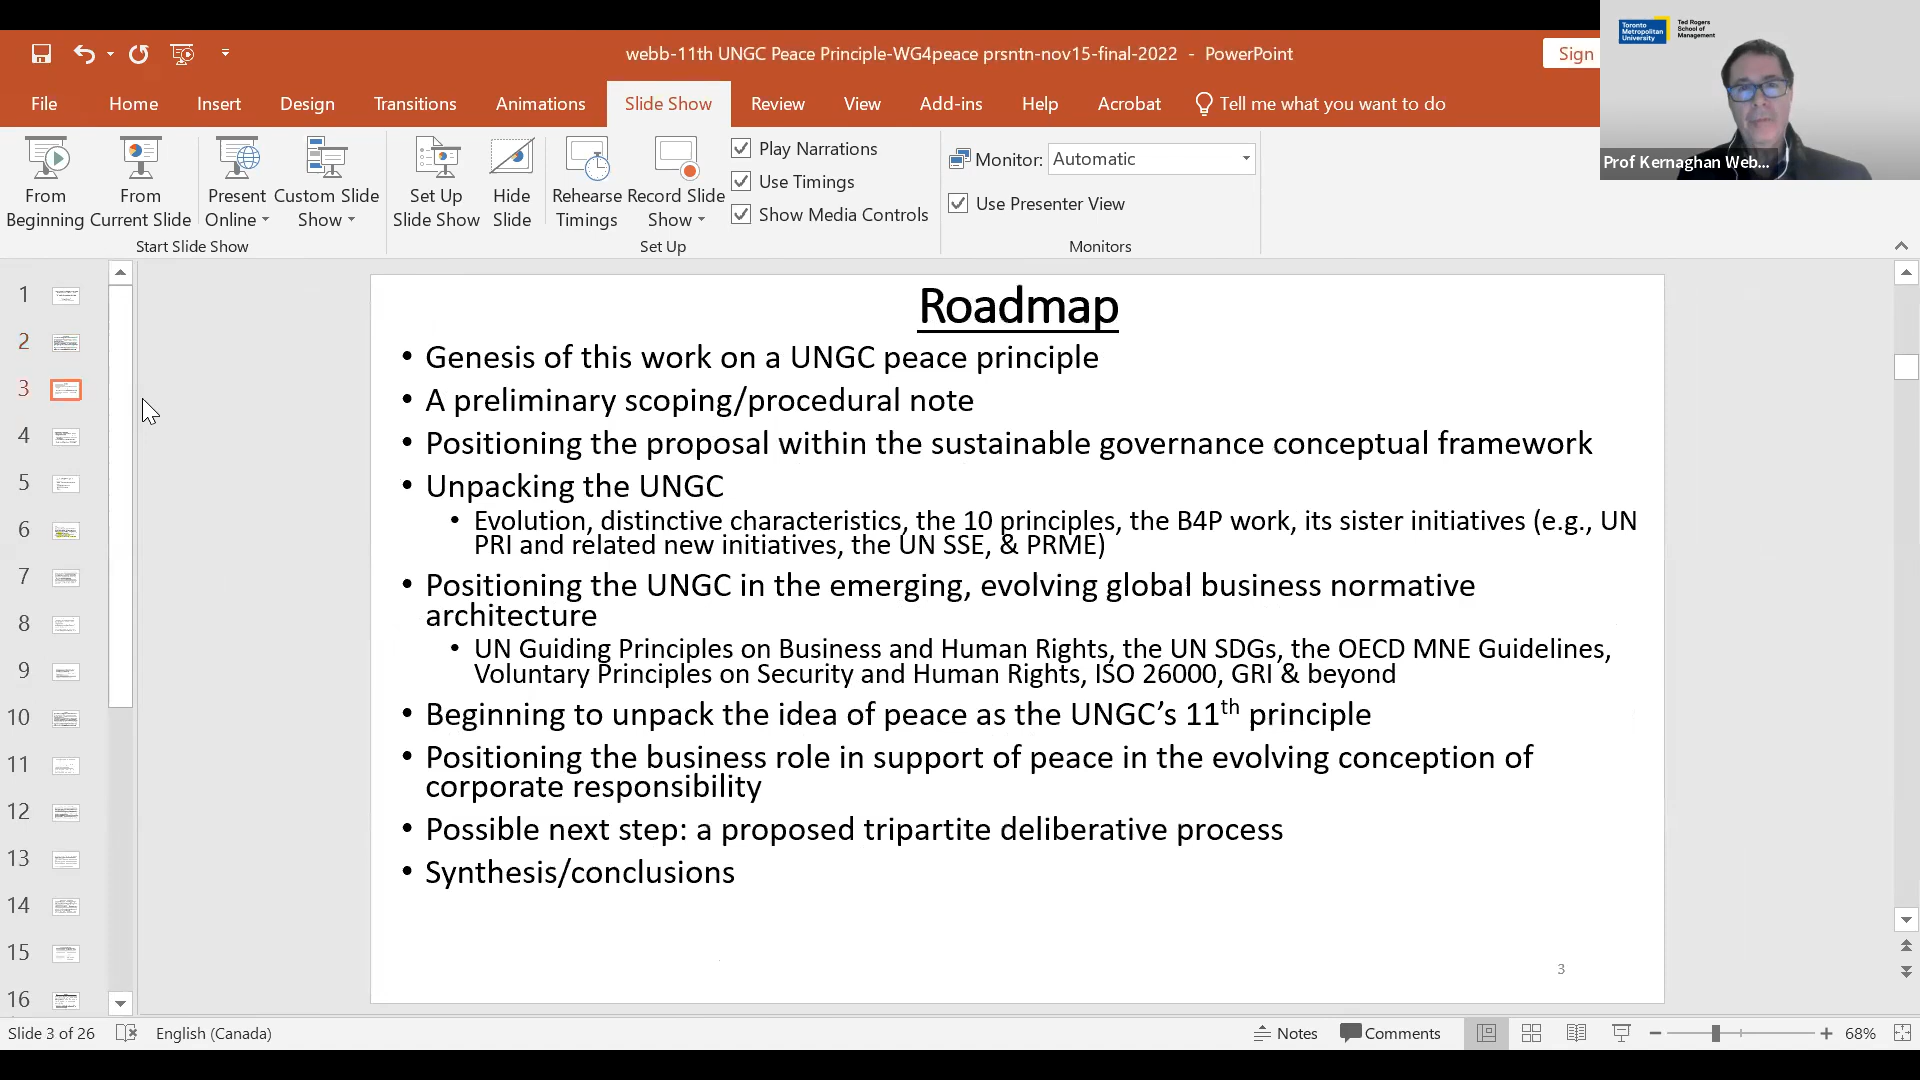 webb-11th UNGC Peace Principle-WG4peace prsntn-nov15-final-2022 - PowerPoint
Sign
Toronto Metropolitan University
Ted Rogers School of Management
Prof Kernaghan Web...
File Home Insert Design Transitions Animations Slide Show Review View Add-ins Help Acrobat Tell me what you want to do
From Beginning
From Current Slide
Present Online
Custom Slide Show
Start Slide Show
Set Up Slide Show
Hide Slide
Rehearse Timings
Record Slide Show
Play Narrations
Use Timings
Show Media Controls
Set Up
Monitor: Automatic
Use Presenter View
Monitors
1
2
3
4
5
6
7
8
9
10
11
12
13
14
15
16
Roadmap
• Genesis of this work on a UNGC peace principle
• A preliminary scoping/procedural note
• Positioning the proposal within the sustainable governance conceptual framework
• Unpacking the UNGC
• Evolution, distinctive characteristics, the 10 principles, the B4P work, its sister initiatives (e.g., UN
PRI and related new initiatives, the UN SSE, & PRME)
• Positioning the UNGC in the emerging, evolving global business normative
architecture
• UN Guiding Principles on Business and Human Rights, the UN SDGs, the OECD MNE Guidelines,
Voluntary Principles on Security and Human Rights, ISO 26000, GRI & beyond
• Beginning to unpack the idea of peace as the UNGC’s 11th principle
• Positioning the business role in support of peace in the evolving conception of
corporate responsibility
• Possible next step: a proposed tripartite deliberative process
• Synthesis/conclusions
3
Slide 3 of 26 English (Canada) Notes Comments 68%